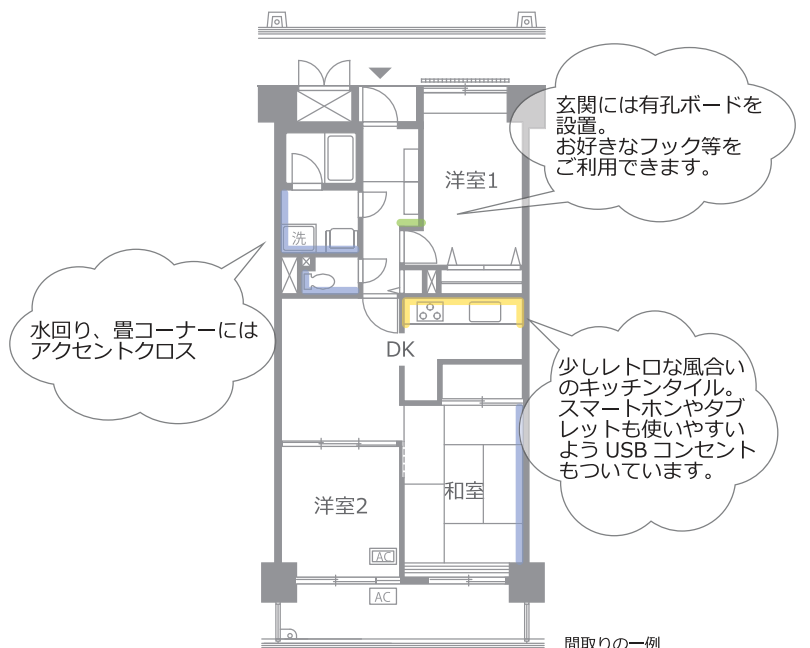 玄関には有孔ボードを
設置。
お好きなフック等を
ご利用できます。
洋室1
洗
水回り、畳コーナーには
アクセントクロス
DK
少しレトロな風合い
のキッチンタイル。
スマートホンやタブ
レットも使いやすい
よう USB コンセント
もついています。
洋室2
和室
AC
AC
間取りの一例